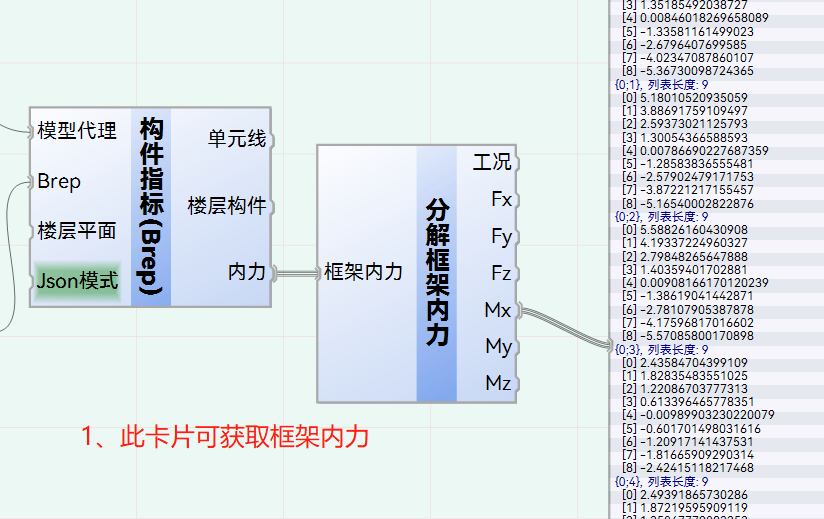 模型代理
Brep
楼层平面
Json模式
构件指标(Brep)
单元线
楼层构件
内力
框架内力
分解框架内力
工况
Fx
Fy
Fz
Mx
My
Mz
1、此卡片可获取框架内力
[3] 1.35185492038727
[4] 0.00846018269658089
[5] -1.33581161499023
[6] -2.6796407699585
[7] -4.02347087860107
[8] -5.36730098724365
{0;1}, 列表长度: 9
[0] 5.18010520935059
[1] 3.88691759109497
[2] 2.59373021125793
[3] 1.30054366588593
[4] 0.00786690227687359
[5] -1.28583836555481
[6] -2.57902479171753
[7] -3.87221217155457
[8] -5.16540002822876
{0;2}, 列表长度: 9
[0] 5.58826160430908
[1] 4.19337224960327
[2] 2.79848265647888
[3] 1.40359401702881
[4] 0.00908166170120239
[5] -1.38619041442871
[6] -2.78107905387878
[7] -4.17596817016602
[8] -5.57085800170898
{0;3}, 列表长度: 9
[0] 2.43584704399109
[1] 1.82835483551025
[2] 1.22086703777313
[3] 0.613396465778351
[4] -0.00989903230220079
[5] -0.601701498031616
[6] -1.20917141437531
[7] -1.81665909290314
[8] -2.42415118217468
{0;4}, 列表长度: 9
[0] 2.49391865730286
[1] 1.87219595909119